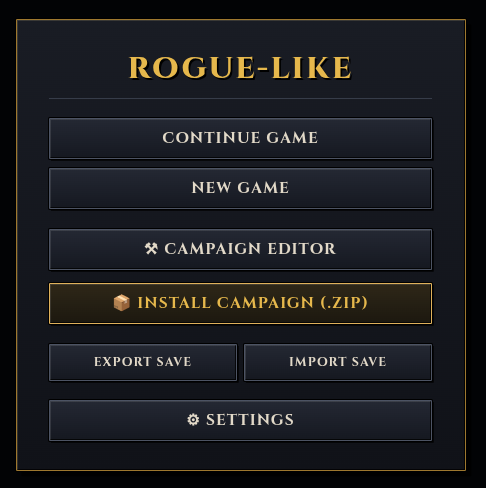 ROGUE-LIKE
CONTINUE GAME
NEW GAME
⚒ CAMPAIGN EDITOR
📦 INSTALL CAMPAIGN (.ZIP)
EXPORT SAVE IMPORT SAVE
⚙ SETTINGS